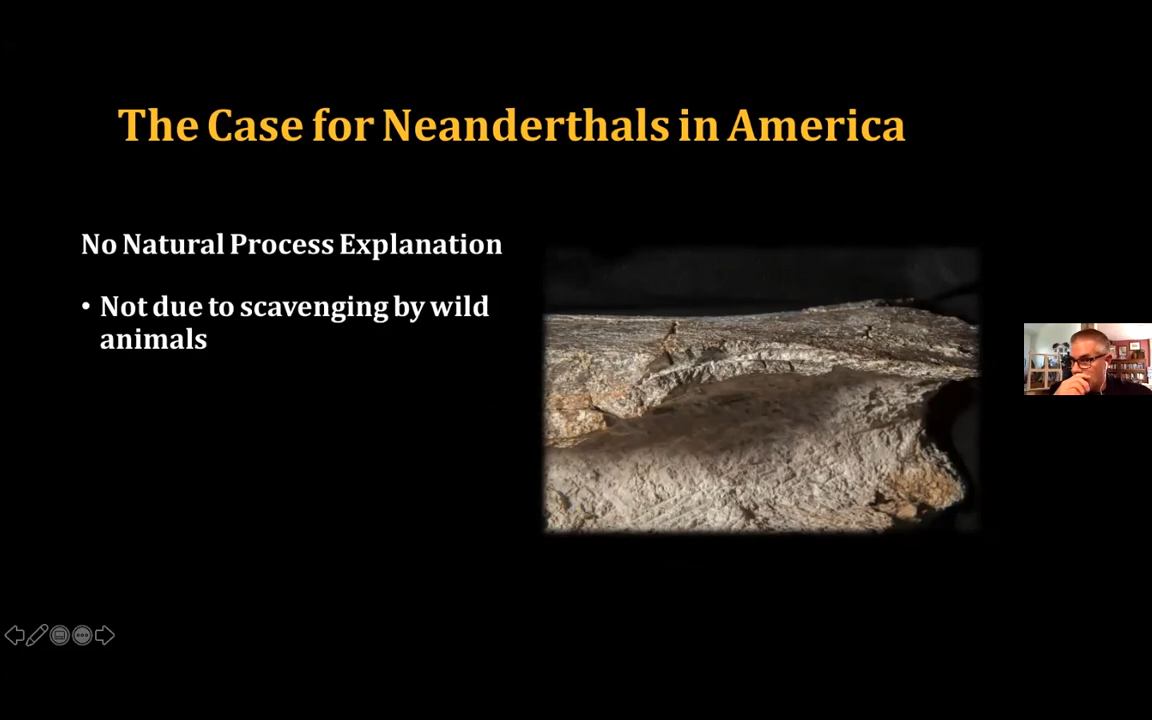 The Case for Neanderthals in America
No Natural Process Explanation
• Not due to scavenging by wild
animals